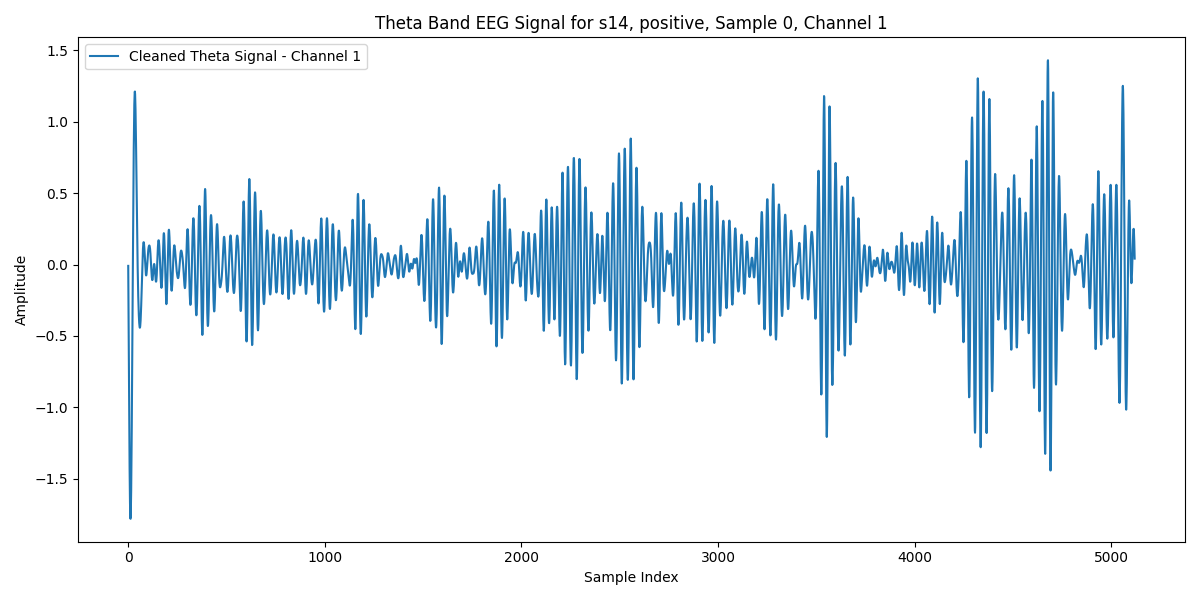 Theta Band EEG Signal for s14, positive, Sample 0, Channel 1
Cleaned Theta Signal - Channel 1
1.5
1.0
0.5
0.0
−0.5
−1.0
−1.5
Amplitude
0 1000 2000 3000 4000 5000
Sample Index